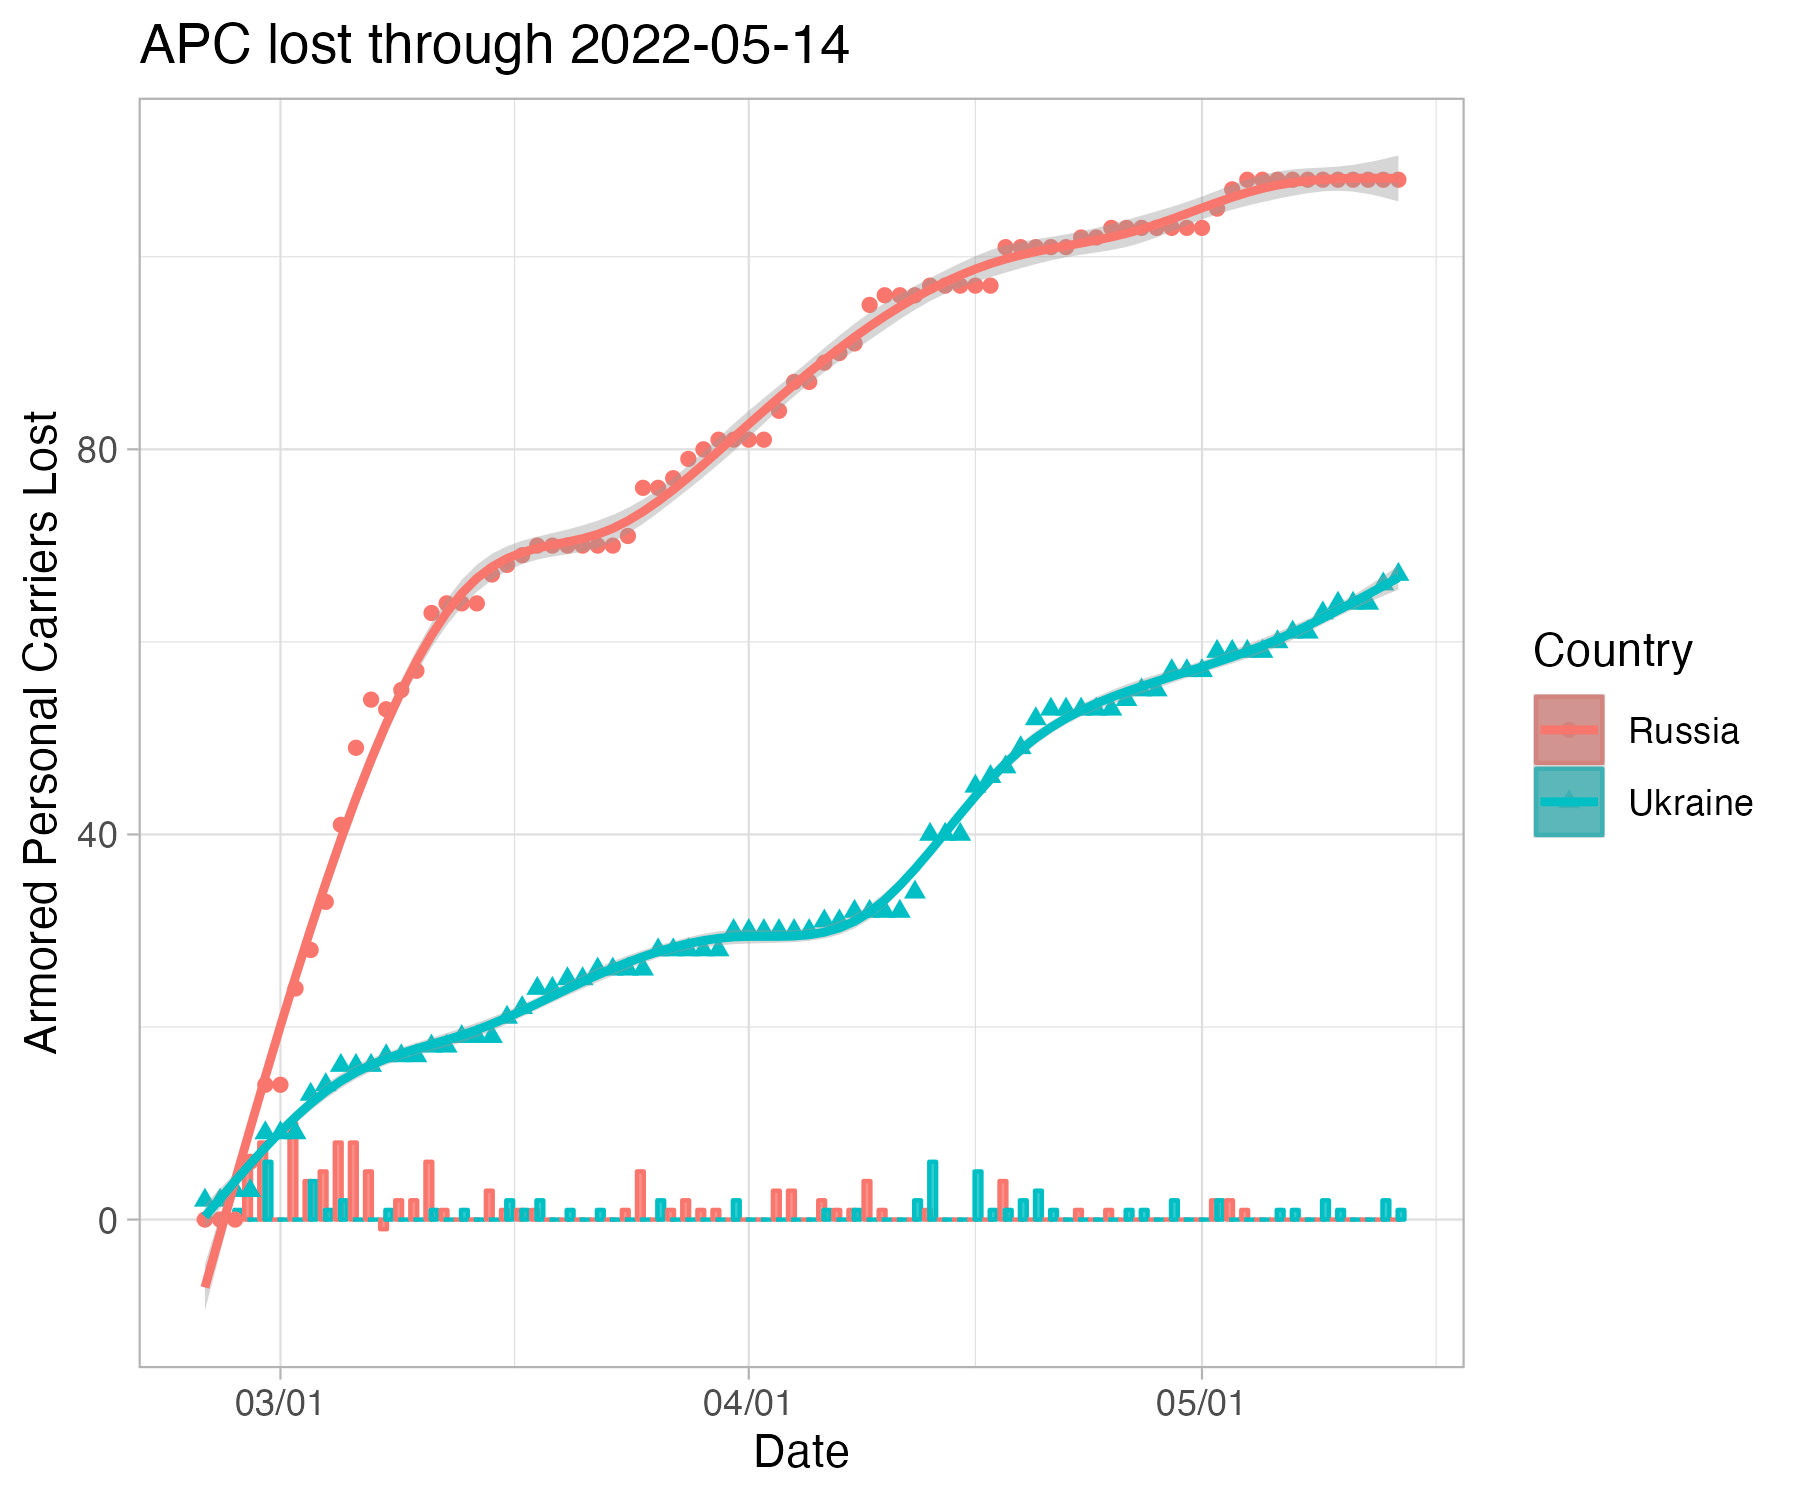 APC lost through 2022-05-14
Armored Personal Carriers Lost
80
40
0
03/01
04/01
05/01
Date
Country
Russia
Ukraine